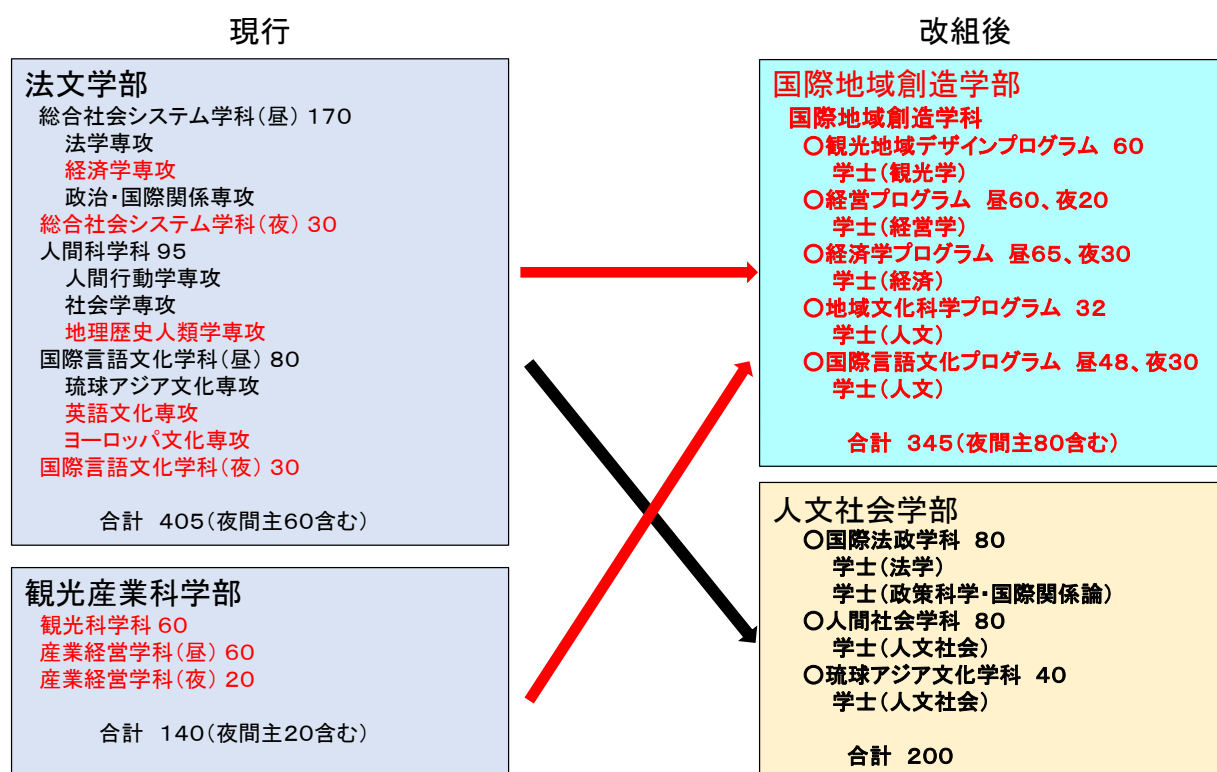 現行
法文学部
総合社会システム学科(昼) 170
法学専攻
経済学専攻
政治・国際関係専攻
総合社会システム学科(夜) 30
人間科学科 95
人間行動学専攻
社会学専攻
地理歴史人類学専攻
国際言語文化学科(昼) 80
琉球アジア文化専攻
英語文化専攻
ヨーロッパ文化専攻
国際言語文化学科(夜) 30
合計 405(夜間主60含む)
観光産業科学部
観光科学科 60
産業経営学科(昼) 60
産業経営学科(夜) 20
合計 140(夜間主20含む)
改組後
国際地域創造学部
国際地域創造学科
○観光地域デザインプログラム 60
学士(観光学)
○経営プログラム 昼60、夜20
学士(経営学)
○経済学プログラム 昼65、夜30
学士(経済)
○地域文化科学プログラム 32
学士(人文)
○国際言語文化プログラム 昼48、夜30
学士(人文)
合計 345(夜間主80含む)
人文社会学部
○国際法政学科 80
学士(法学)
学士(政策科学・国際関係論)
○人間社会学科 80
学士(人文社会)
○琉球アジア文化学科 40
学士(人文社会)
合計 200